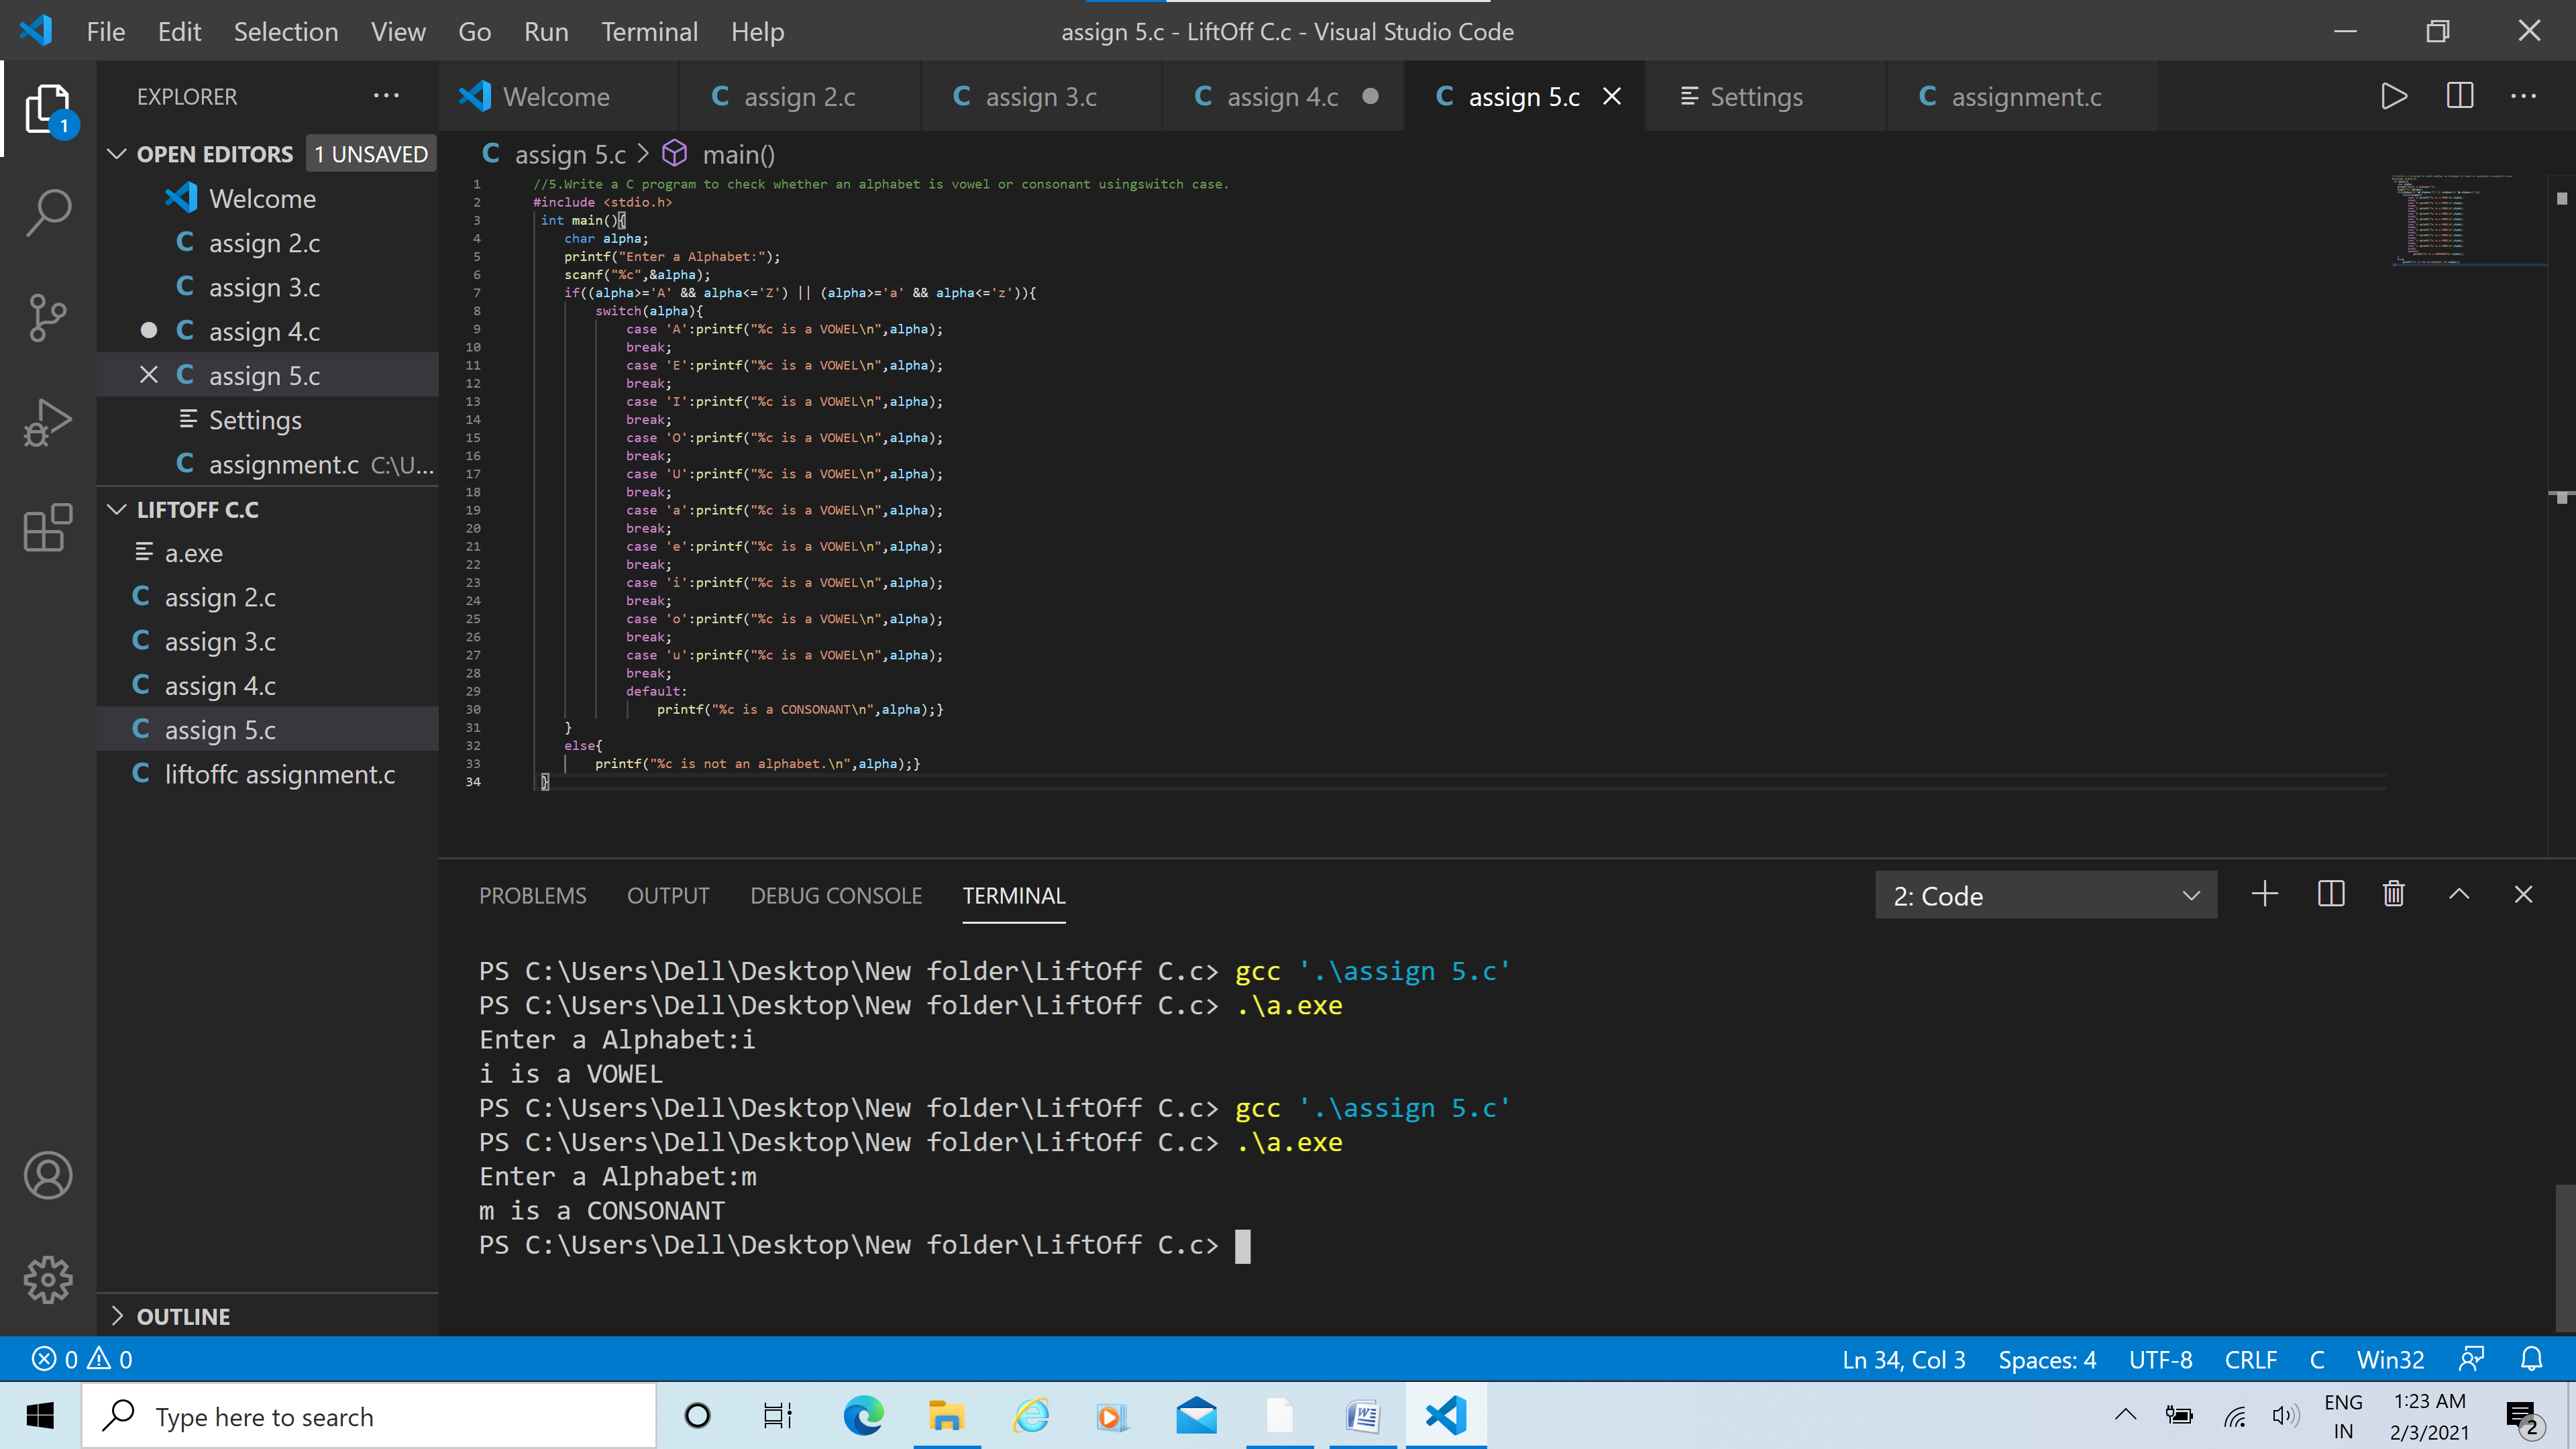 File Edit Selection View Go Run Terminal Help
assign 5.c - LiftOff C.c - Visual Studio Code
EXPLORER
1
OPEN EDITORS 1 UNSAVED
Welcome
C assign 2.c
C assign 3.c
C assign 4.c
C assign 5.c
Settings
C assignment.c C:\U...
LIFTOFF C.C
a.exe
C assign 2.c
C assign 3.c
C assign 4.c
C assign 5.c
C liftoffc assignment.c
OUTLINE
Welcome C assign 2.c C assign 3.c C assign 4.c C assign 5.c Settings C assignment.c
C assign 5.c > main()
1 //5.Write a C program to check whether an alphabet is vowel or consonant usingswitch case.
2 #include <stdio.h>
3 int main(){
4 char alpha;
5 printf("Enter a Alphabet:");
6 scanf("%c",&alpha);
7 if((alpha>='A' && alpha<='Z') || (alpha>='a' && alpha<='z')){
8 switch(alpha){
9 case 'A':printf("%c is a VOWEL\n",alpha);
10 break;
11 case 'E':printf("%c is a VOWEL\n",alpha);
12 break;
13 case 'I':printf("%c is a VOWEL\n",alpha);
14 break;
15 case 'O':printf("%c is a VOWEL\n",alpha);
16 break;
17 case 'U':printf("%c is a VOWEL\n",alpha);
18 break;
19 case 'a':printf("%c is a VOWEL\n",alpha);
20 break;
21 case 'e':printf("%c is a VOWEL\n",alpha);
22 break;
23 case 'i':printf("%c is a VOWEL\n",alpha);
24 break;
25 case 'o':printf("%c is a VOWEL\n",alpha);
26 break;
27 case 'u':printf("%c is a VOWEL\n",alpha);
28 break;
29 default:
30 printf("%c is a CONSONANT\n",alpha);}
31 }
32 else{
33 printf("%c is not an alphabet.\n",alpha);}
34 }
PROBLEMS OUTPUT DEBUG CONSOLE TERMINAL
2: Code
PS C:\Users\Dell\Desktop\New folder\LiftOff C.c> gcc '.\assign 5.c'
PS C:\Users\Dell\Desktop\New folder\LiftOff C.c> .\a.exe
Enter a Alphabet:i
i is a VOWEL
PS C:\Users\Dell\Desktop\New folder\LiftOff C.c> gcc '.\assign 5.c'
PS C:\Users\Dell\Desktop\New folder\LiftOff C.c> .\a.exe
Enter a Alphabet:m
m is a CONSONANT
PS C:\Users\Dell\Desktop\New folder\LiftOff C.c>
0 0
Ln 34, Col 3 Spaces: 4 UTF-8 CRLF C Win32
Type here to search
ENG
IN
1:23 AM
2/3/2021
2